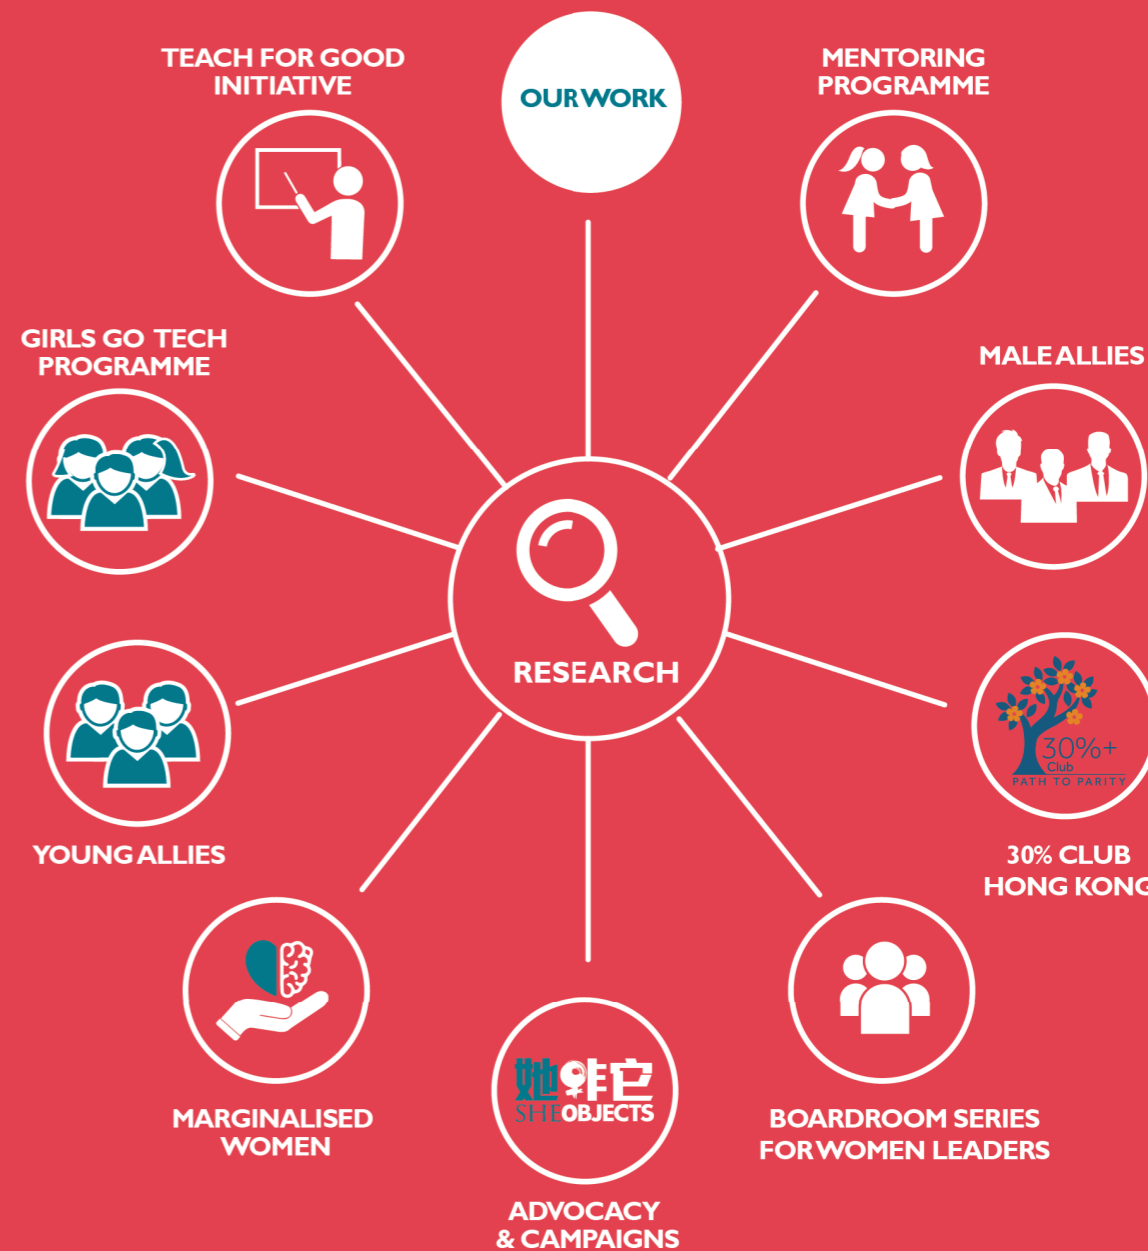 OUR WORK
TEACH FOR GOOD
INITIATIVE
MENTORING
PROGRAMME
GIRLS GO TECH
PROGRAMME
MALE ALLIES
RESEARCH
30%+
Club
PATH TO PARITY
YOUNG ALLIES
30% CLUB
HONG KONG
MARGINALISED
WOMEN
她非它
SHEOBJECTS
BOARDROOM SERIES
FOR WOMEN LEADERS
ADVOCACY
& CAMPAIGNS